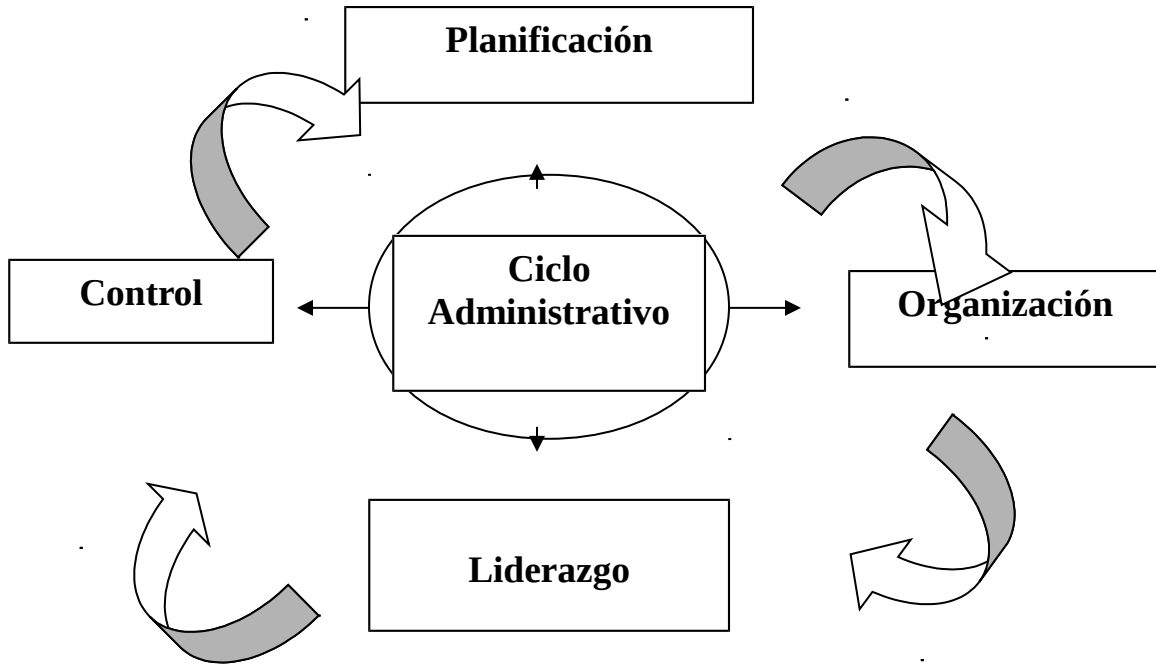 Planificación
Ciclo
Administrativo
Control
Organización
Liderazgo